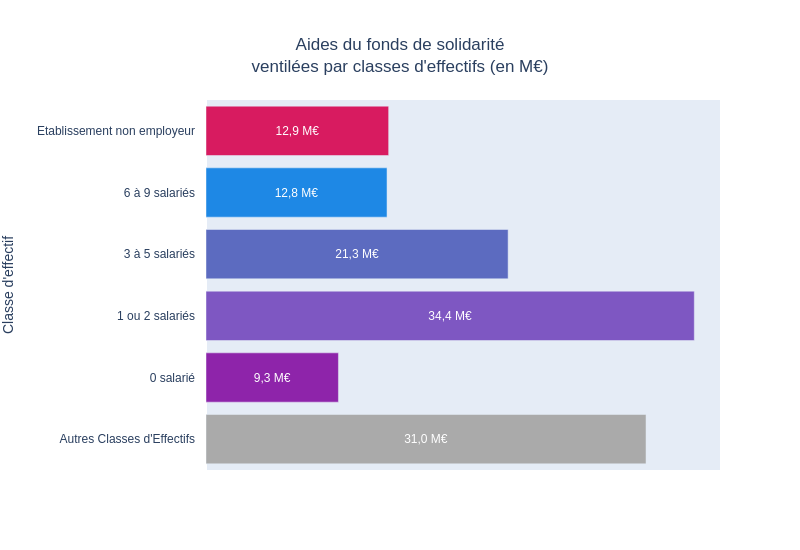 Aides du fonds de solidarité
ventilées par classes d'effectifs (en M€)
Classe d'effectif
Etablissement non employeur
12,9 M€
6 à 9 salariés
12,8 M€
3 à 5 salariés
21,3 M€
1 ou 2 salariés
34,4 M€
0 salarié
9,3 M€
Autres Classes d'Effectifs
31,0 M€